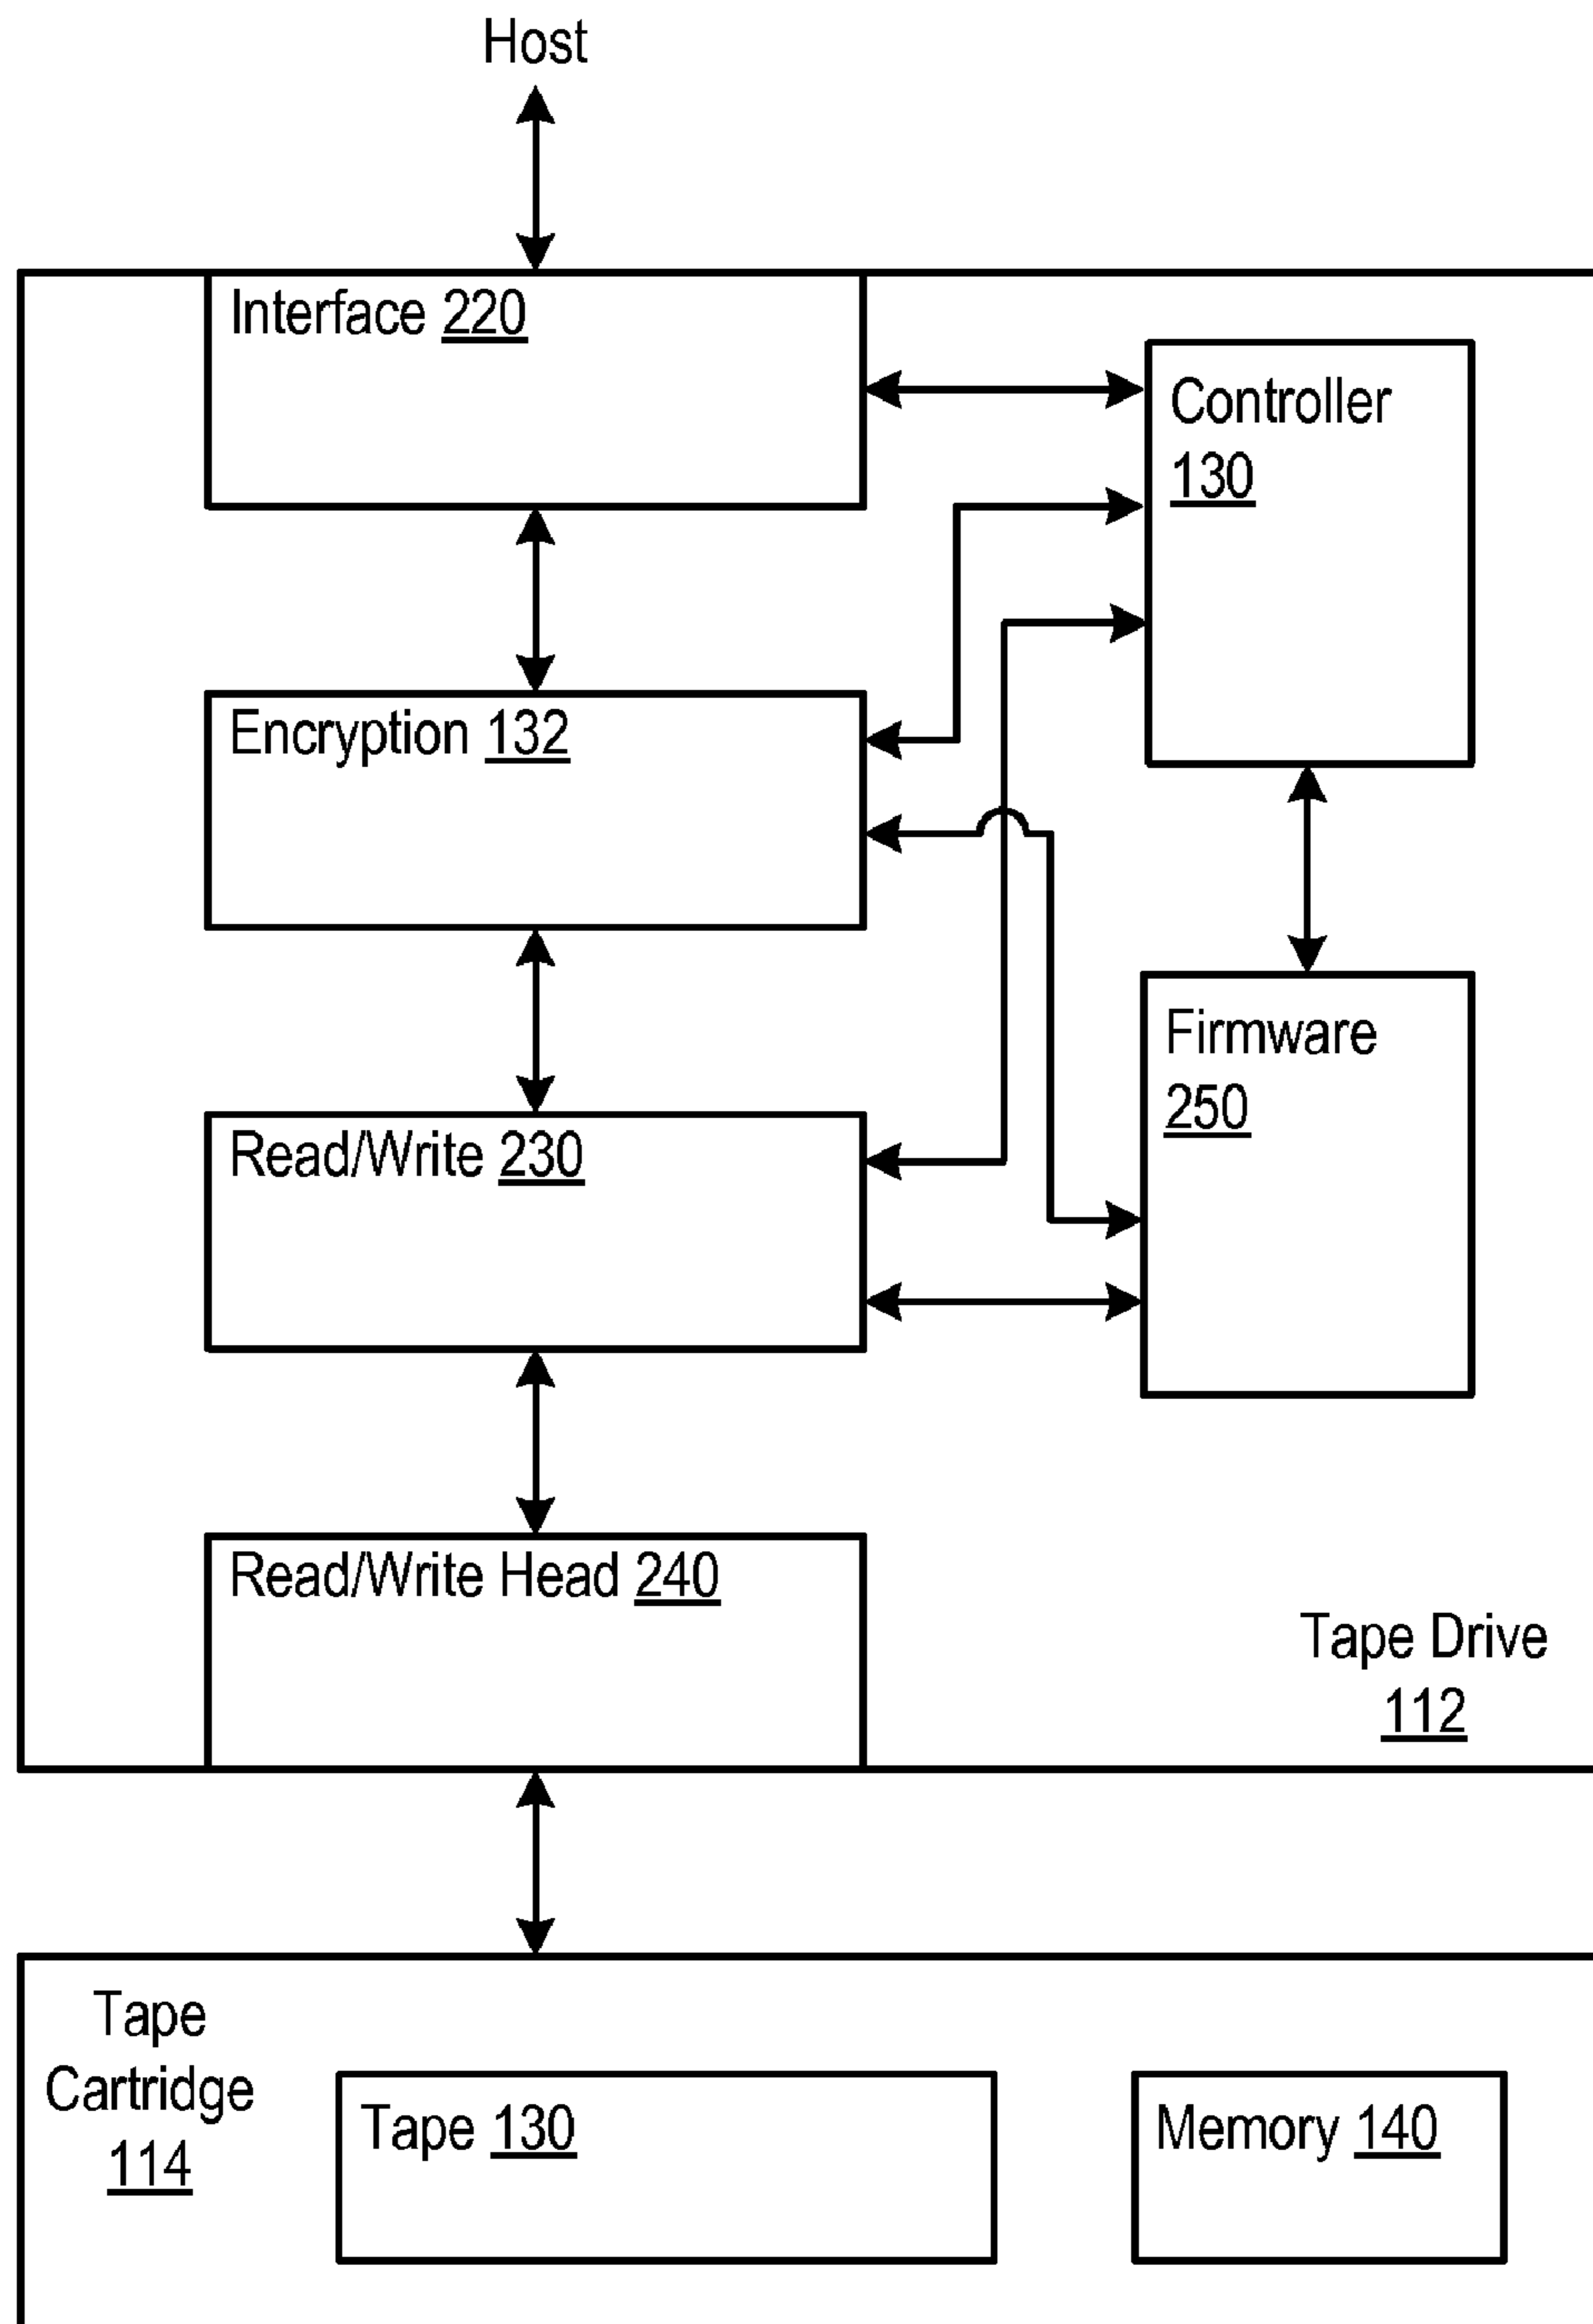 Host
Interface 220
Controller
130
Encryption 132
Firmware
250
Read/Write 230
Read/Write Head 240
Tape Drive
112
Tape
Cartridge
114
Tape 130
Memory 140